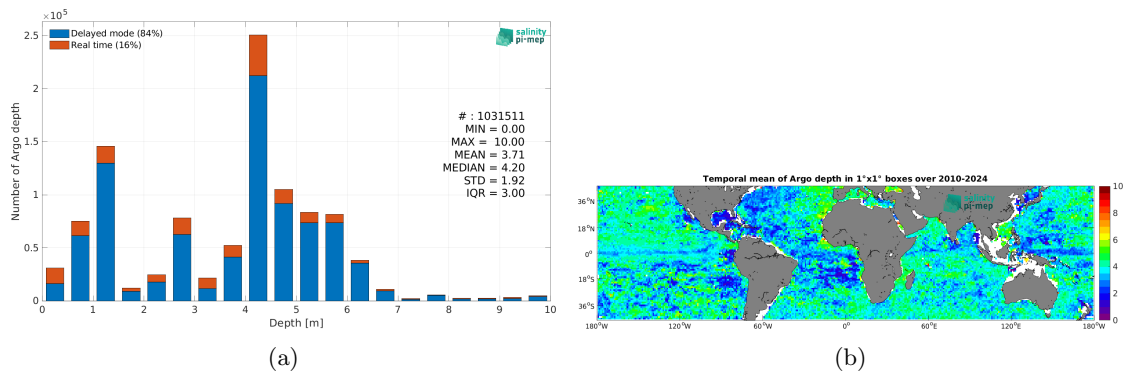 ×10⁵
Delayed mode (84%)
Real time (16%)
salinity
pi-mep
2.5
2
1.5
1
0.5
0
Number of Argo depth
# : 1031511
MIN = 0.00
MAX = 10.00
MEAN = 3.71
MEDIAN = 4.20
STD = 1.92
IQR = 3.00
0 1 2 3 4 5 6 7 8 9 10
Depth [m]
(a)
Temporal mean of Argo depth in 1°x1° boxes over 2010-2024
salinity
pi-mep
36°N
18°N
0°
18°S
36°S
180°W 120°W 60°W 0° 60°E 120°E 180°W
10
8
6
4
2
0
(b)